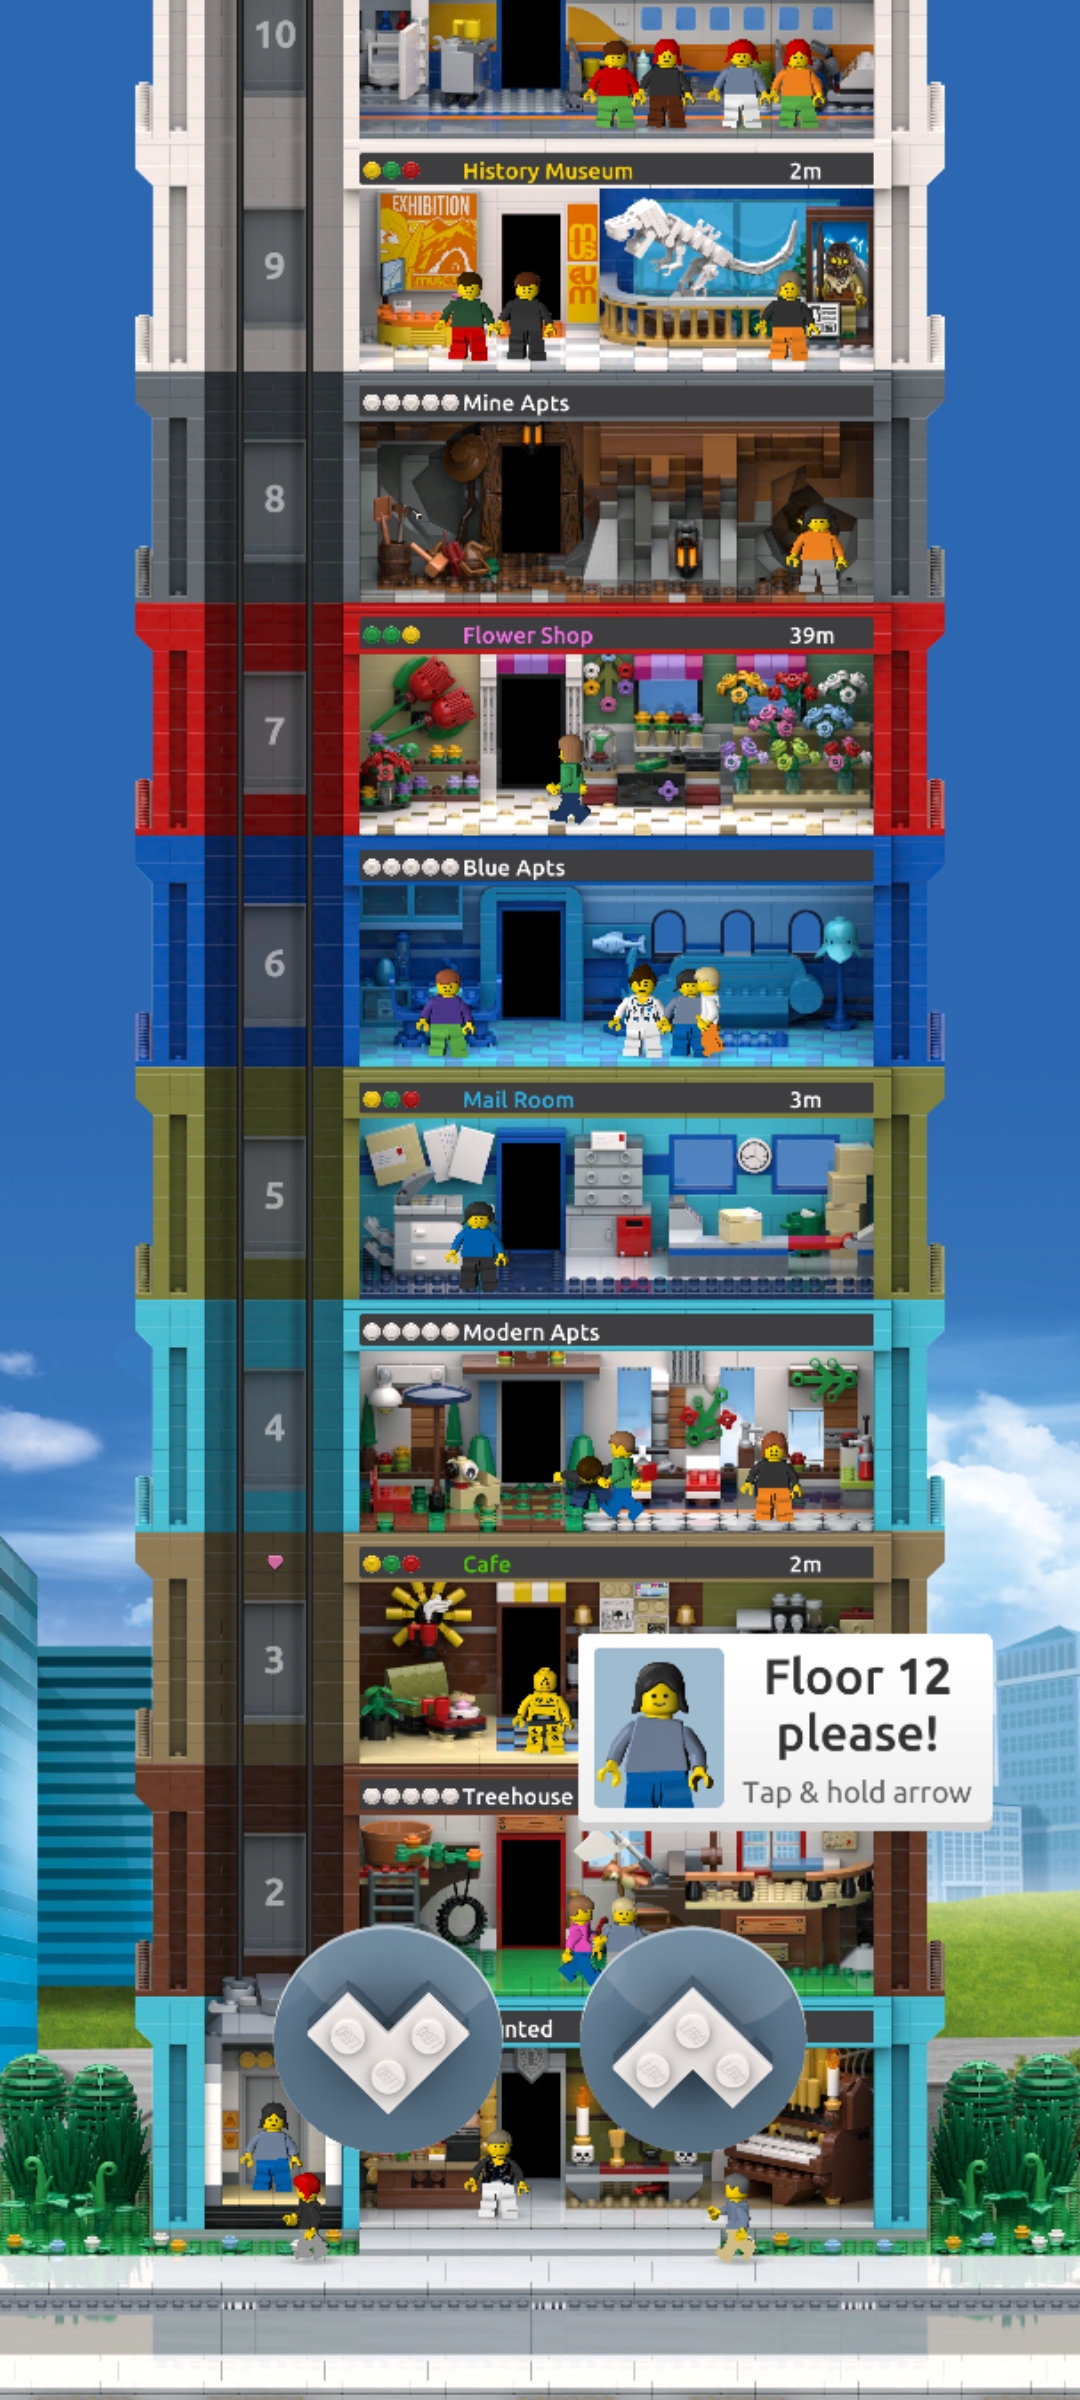 10
History Museum 2m
EXHIBITION
museum
9
Mine Apts
8
Flower Shop 39m
7
Blue Apts
6
Mail Room 3m
5
Modern Apts
4
Cafe 2m
3
Floor 12
please!
Tap & hold arrow
Treehouse
2
nted